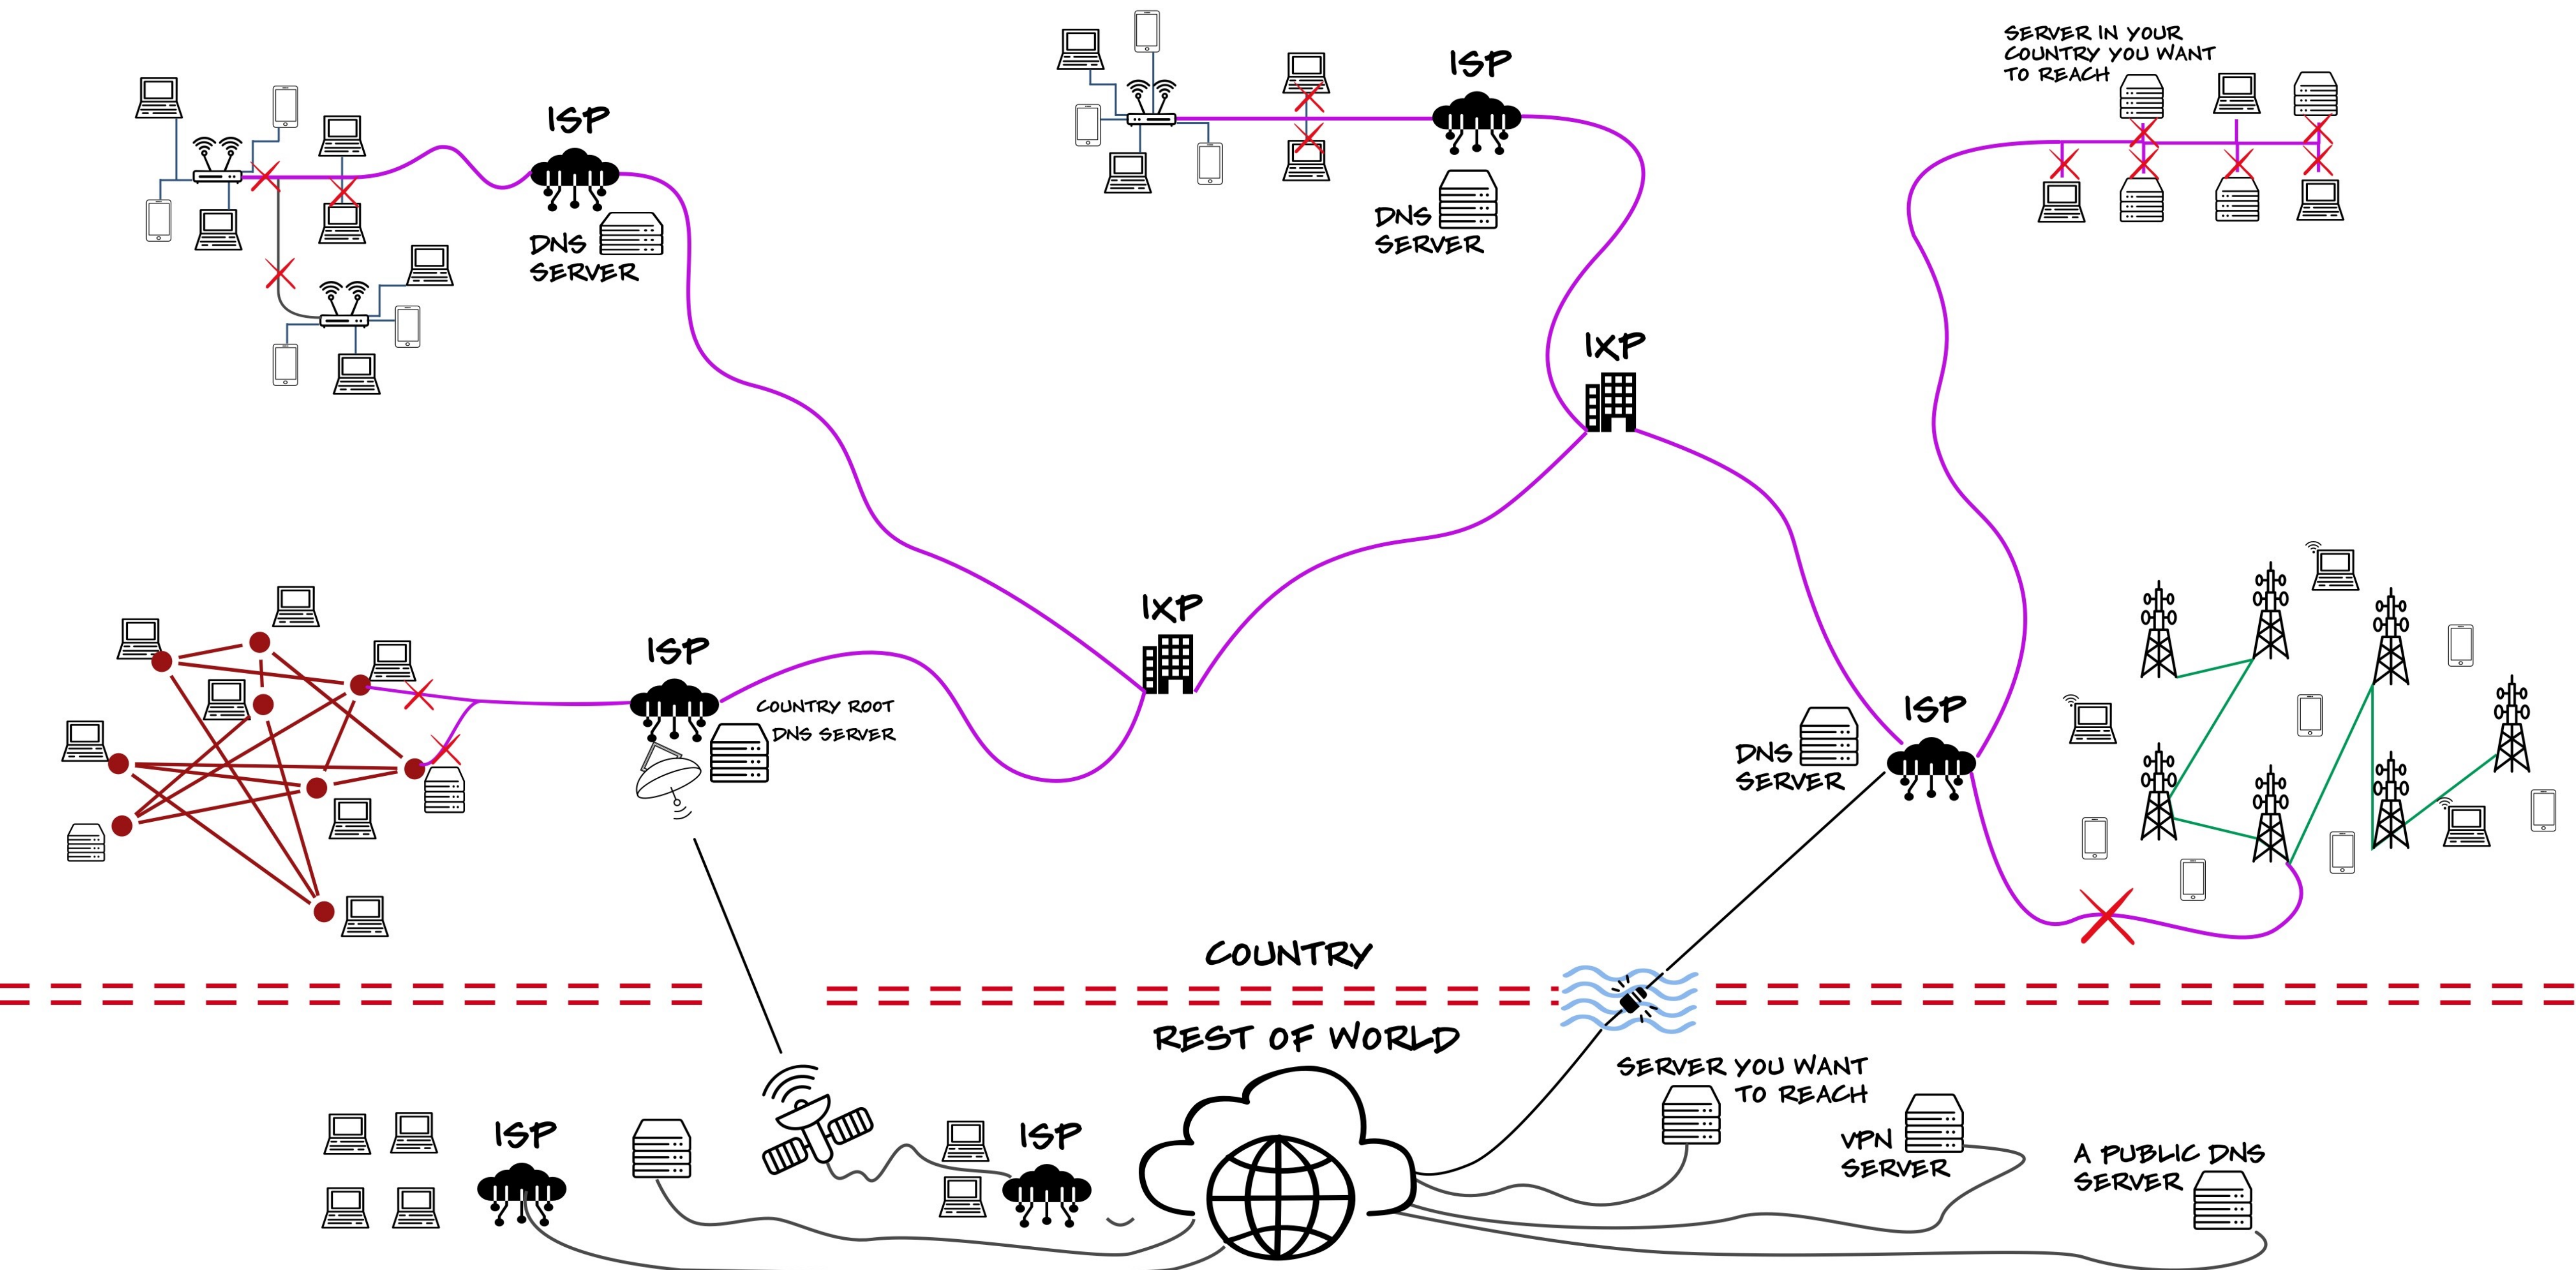 SERVER IN YOUR
COUNTRY YOU WANT
TO REACH
ISP
ISP
DNS
SERVER
DNS
SERVER
IXP
IXP
ISP
COUNTRY ROOT
DNS SERVER
ISP
DNS
SERVER
COUNTRY
REST OF WORLD
SERVER YOU WANT
TO REACH
ISP
ISP
VPN
SERVER
A PUBLIC DNS
SERVER